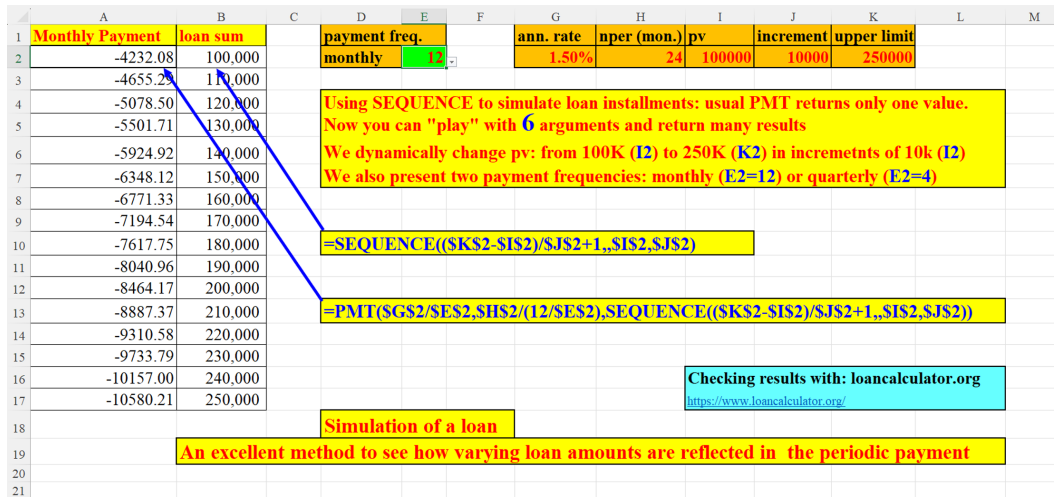 A B C D E F G H I J K L M
1 Monthly Payment loan sum payment freq. ann. rate nper (mon.) pv increment upper limit
2 -4232.08 100,000 monthly 12 1.50% 24 100000 10000 250000
3 -4655.29 110,000
4 -5078.50 120,000 Using SEQUENCE to simulate loan installments: usual PMT returns only one value.
5 -5501.71 130,000 Now you can "play" with 6 arguments and return many results
6 -5924.92 140,000 We dynamically change pv: from 100K (I2) to 250K (K2) in incremetnts of 10k (I2)
7 -6348.12 150,000 We also present two payment frequencies: monthly (E2=12) or quarterly (E2=4)
8 -6771.33 160,000
9 -7194.54 170,000
10 -7617.75 180,000 =SEQUENCE(($K$2-$I$2)/$J$2+1,,$I$2,$J$2)
11 -8040.96 190,000
12 -8464.17 200,000
13 -8887.37 210,000 =PMT($G$2/$E$2,$H$2/(12/$E$2),SEQUENCE(($K$2-$I$2)/$J$2+1,,$I$2,$J$2))
14 -9310.58 220,000
15 -9733.79 230,000
16 -10157.00 240,000 Checking results with: loancalculator.org
17 -10580.21 250,000 https://www.loancalculator.org/
18 Simulation of a loan
19 An excellent method to see how varying loan amounts are reflected in the periodic payment
20
21